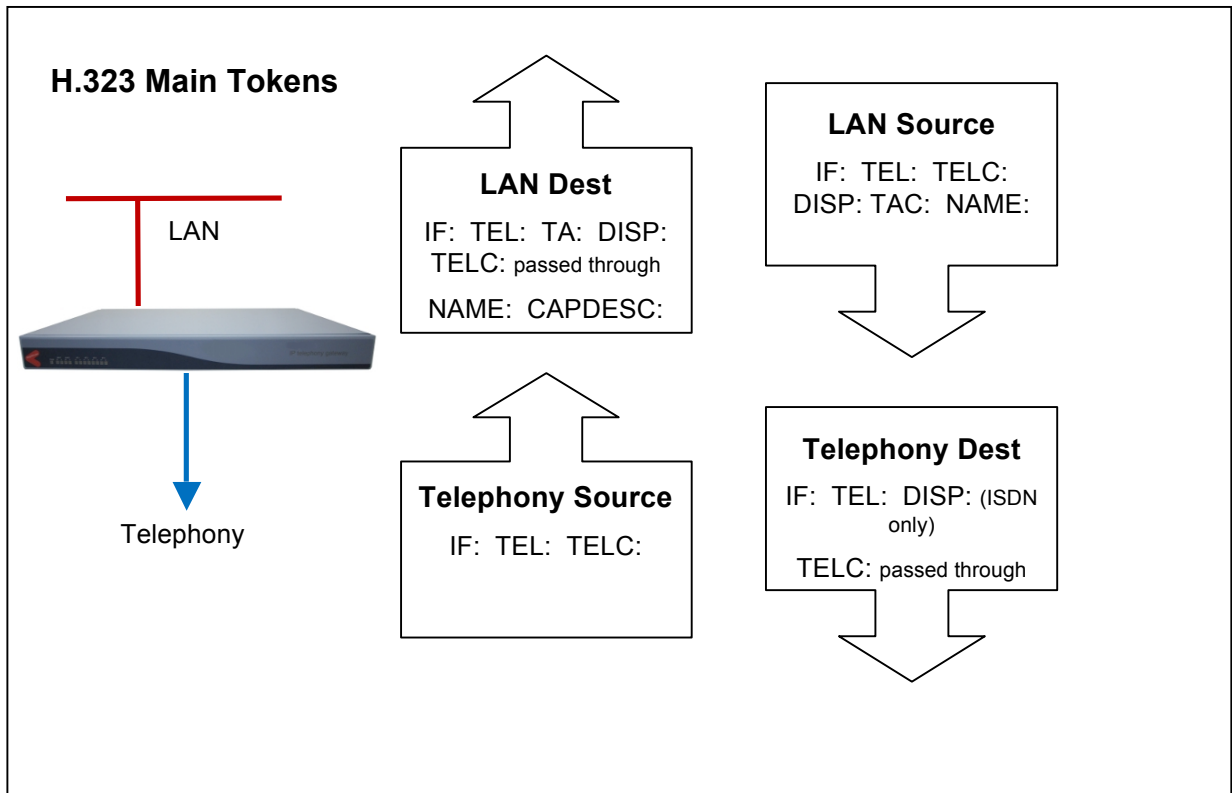 H.323 Main Tokens
LAN
Telephony
LAN Dest
IF: TEL: TA: DISP:
TELC: passed through
NAME: CAPDESC:
Telephony Source
IF: TEL: TELC:
LAN Source
IF: TEL: TELC:
DISP: TAC: NAME:
Telephony Dest
IF: TEL: DISP: (ISDN
only)
TELC: passed through